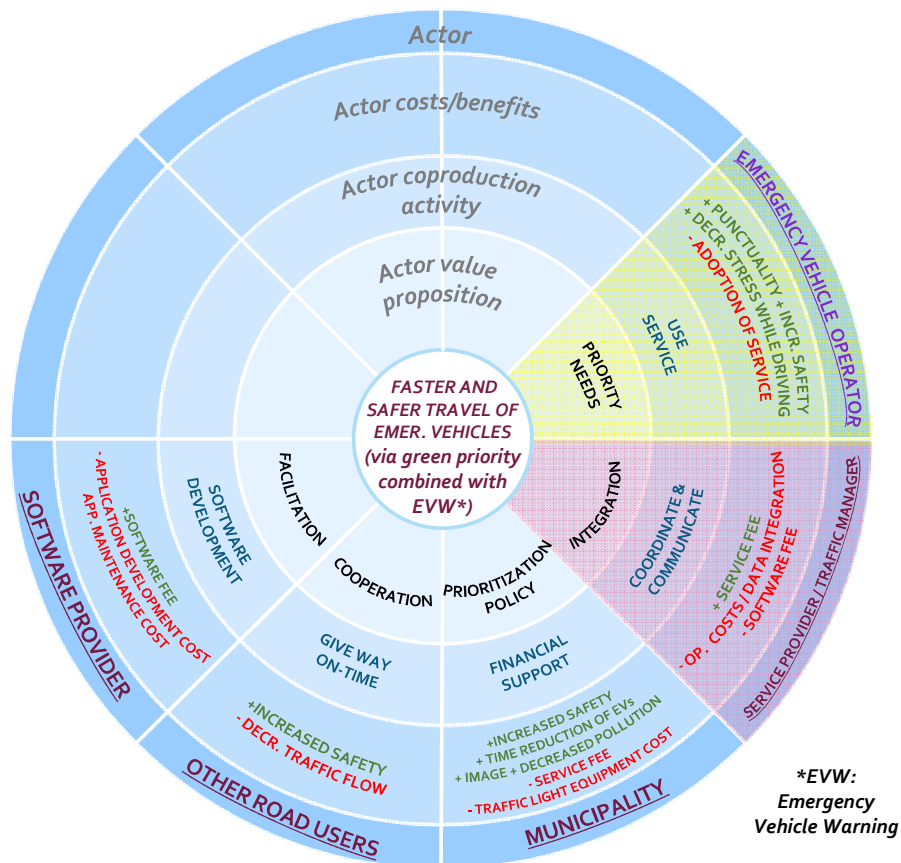 Actor
Actor costs/benefits
Actor coproduction
activity
Actor value
proposition
FASTER AND
SAFER TRAVEL OF
EMER. VEHICLES
(via green priority
combined with
EVW*)
EMERGENCY VEHICLE OPERATOR
+ PUNCTUALITY + INCR. SAFETY
+ DECR. STRESS WHILE DRIVING
- ADOPTION OF SERVICE
USE
SERVICE
PRIORITY
NEEDS
SERVICE PROVIDER / TRAFFIC MANAGER
+ SERVICE FEE
- OP. COSTS / DATA INTEGRATION
- SOFTWARE FEE
COORDINATE &
COMMUNICATE
INTEGRATION
MUNICIPALITY
+INCREASED SAFETY
+ TIME REDUCTION OF EVs
+ IMAGE + DECREASED POLLUTION
- SERVICE FEE
- TRAFFIC LIGHT EQUIPMENT COST
FINANCIAL
SUPPORT
PRIORITIZATION
POLICY
OTHER ROAD USERS
+INCREASED SAFETY
- DECR. TRAFFIC FLOW
GIVE WAY
ON-TIME
COOPERATION
SOFTWARE PROVIDER
+SOFTWARE FEE
- APPLICATION DEVELOPMENT COST
APP. MAINTENANCE COST
SOFTWARE
DEVELOPMENT
FACILITATION
*EVW:
Emergency
Vehicle Warning